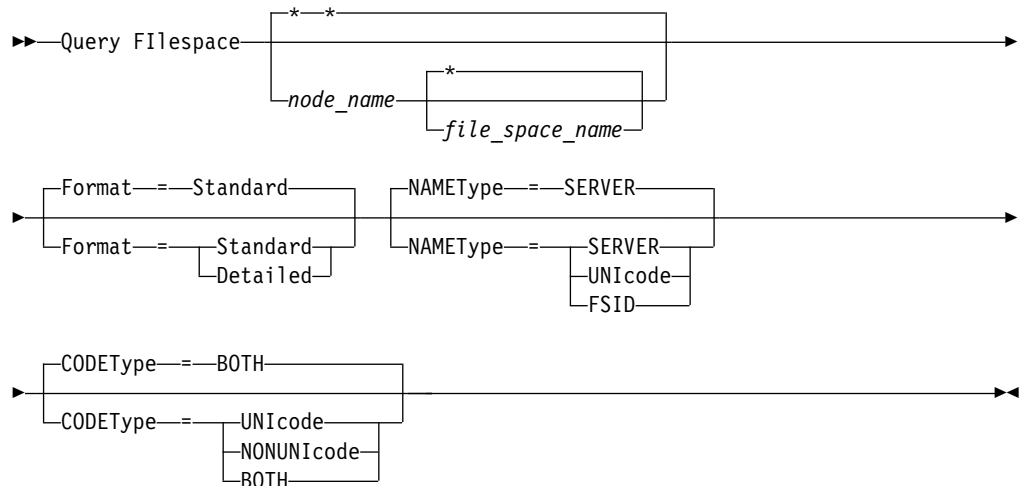 * *
Query FIlespace
*
node_name
file_space_name
Format = Standard NAMEType = SERVER
Format = Standard NAMEType = SERVER
Detailed UNIcode
FSID
CODEType = BOTH
CODEType = UNIcode
NONUNIcode
BOTH